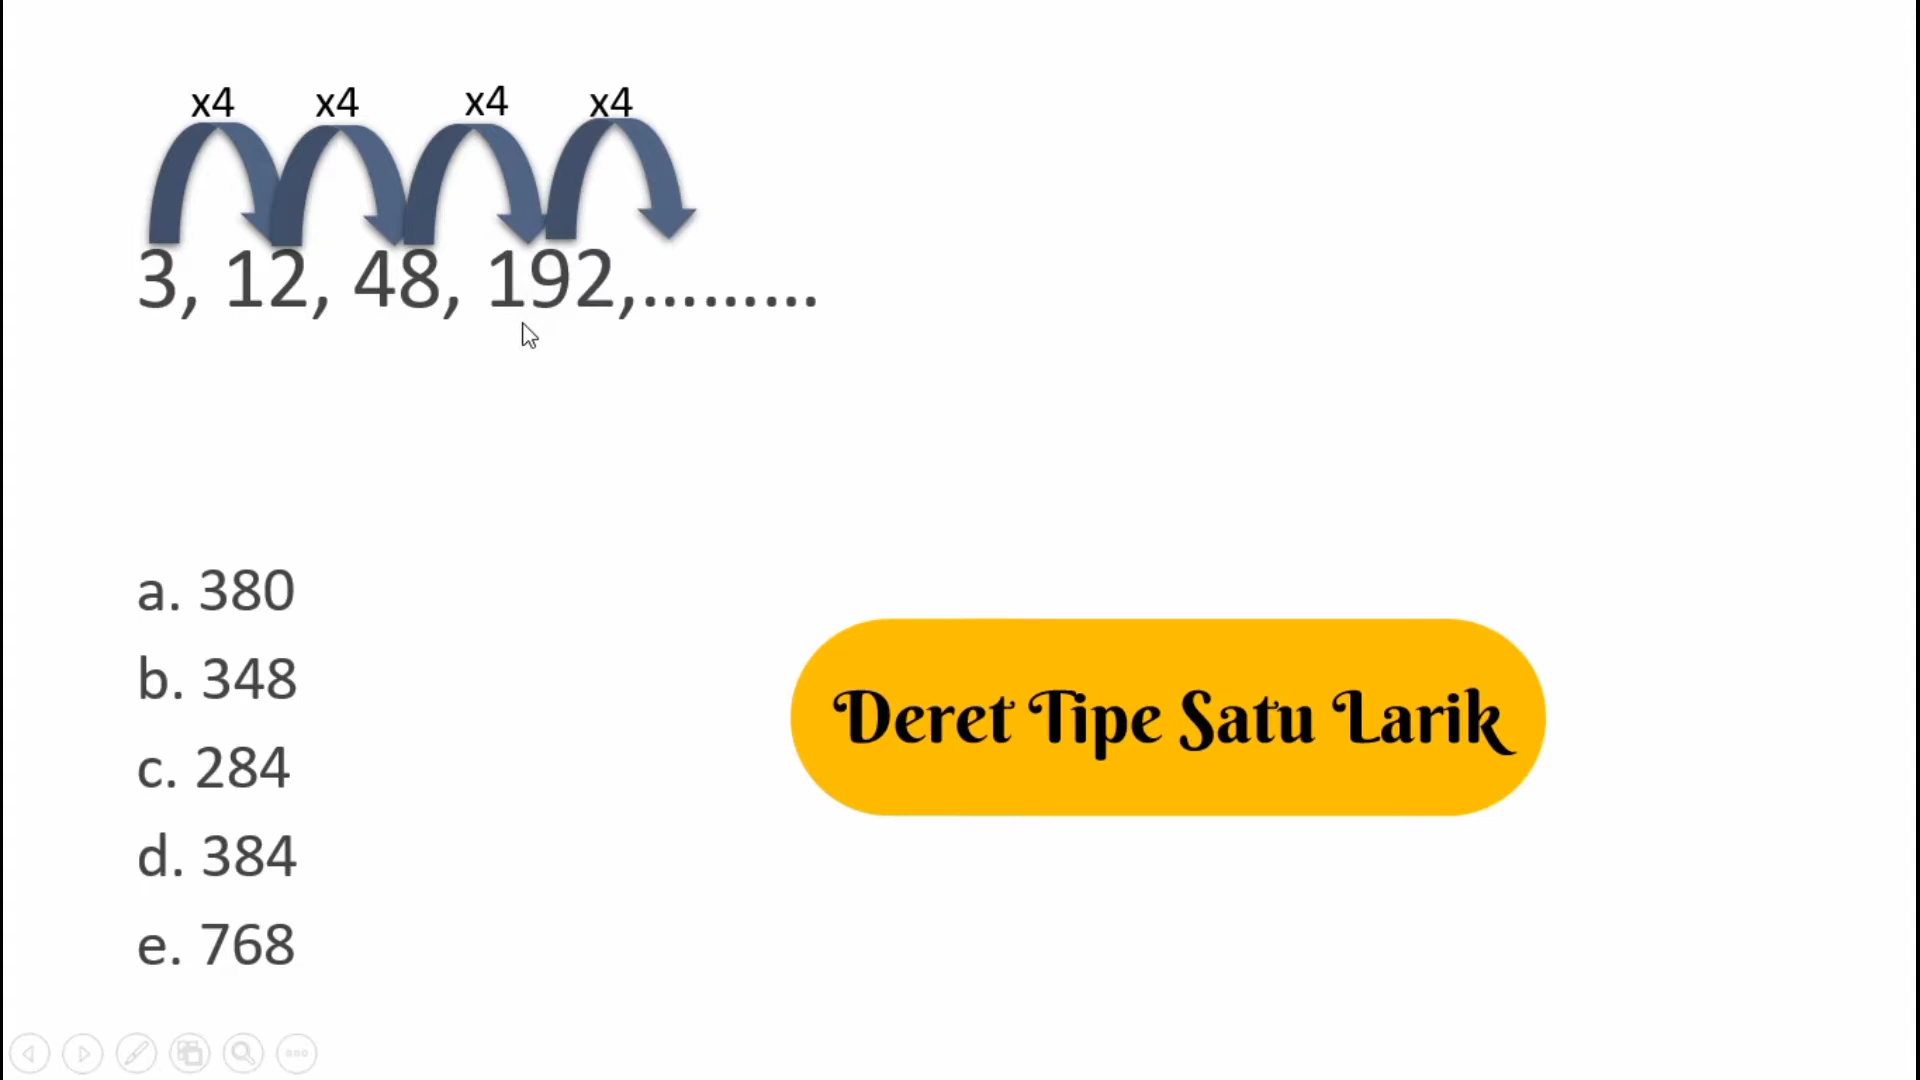 x4 x4 x4 x4
3, 12, 48, 192,.........
a. 380
b. 348
c. 284
d. 384
e. 768
Deret Tipe Satu Larik